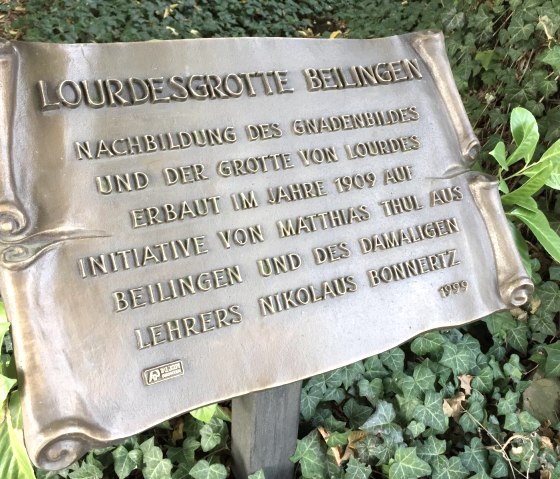 LOURDESGROTTE BEILINGEN
NACHBILDUNG DES GNADENBILDES
UND DER GROTTE VON LOURDES
ERBAUT IM JAHRE 1909 AUF
INITIATIVE VON MATTHIAS THUL AUS
BEILINGEN UND DES DAMALIGEN
LEHRERS NIKOLAUS BONNERTZ
1999